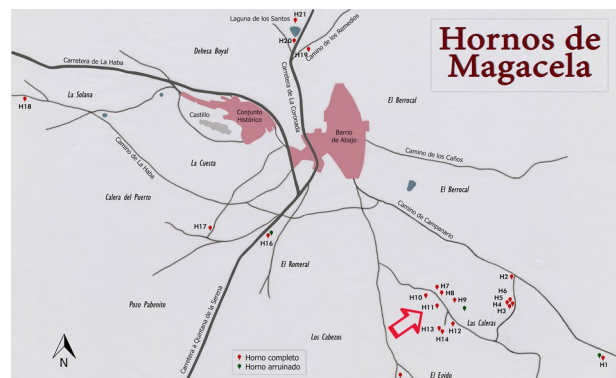 Hornos de
Magacela
H21
Laguna de los Santos
H20
H19
Camino de los Remedios
Dehesa Boyal
Carretera de La Haba
Carretera de La Coronada
La Solana
H18
Castillo
Conjunto
Histórico
Barrio
de Abajo
El Berrocal
Camino de los Caños
Camino de La Haba
La Cuesta
El Berrocal
Calera del Puerto
Camino de Campanario
H17
H16
El Romeral
H2
H7
H10
H8
H9
H6
H5
H4
H3
H11
Pozo Pabenito
Carretera a Quintana de la Serena
Los Cabezos
H13
H14
H12
Las Caleras
H1
El Egido
N
Horno completo
Horno arruinado